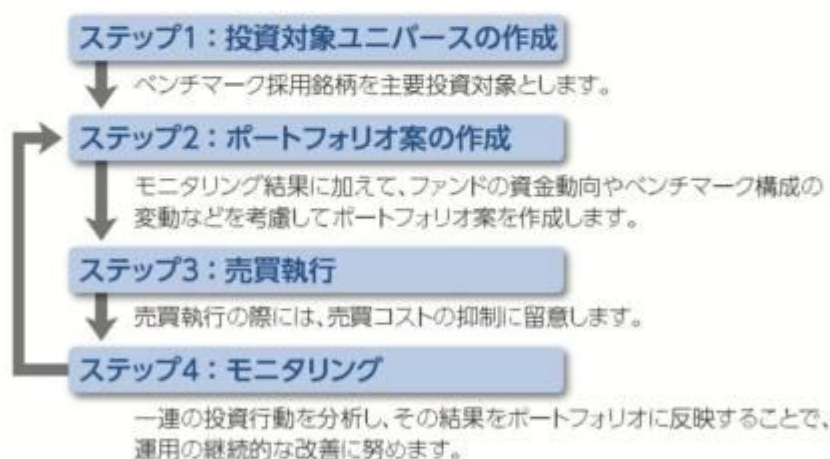 ステップ1：投資対象ユニバースの作成
ベンチマーク採用銘柄を主要投資対象とします。
ステップ2：ポートフォリオ案の作成
モニタリング結果に加えて、ファンドの資金動向やベンチマーク構成の
変動などを考慮してポートフォリオ案を作成します。
ステップ3：売買執行
売買執行の際には、売買コストの抑制に留意します。
ステップ4：モニタリング
一連の投資行動を分析し、その結果をポートフォリオに反映することで、
運用の継続的な改善に努めます。